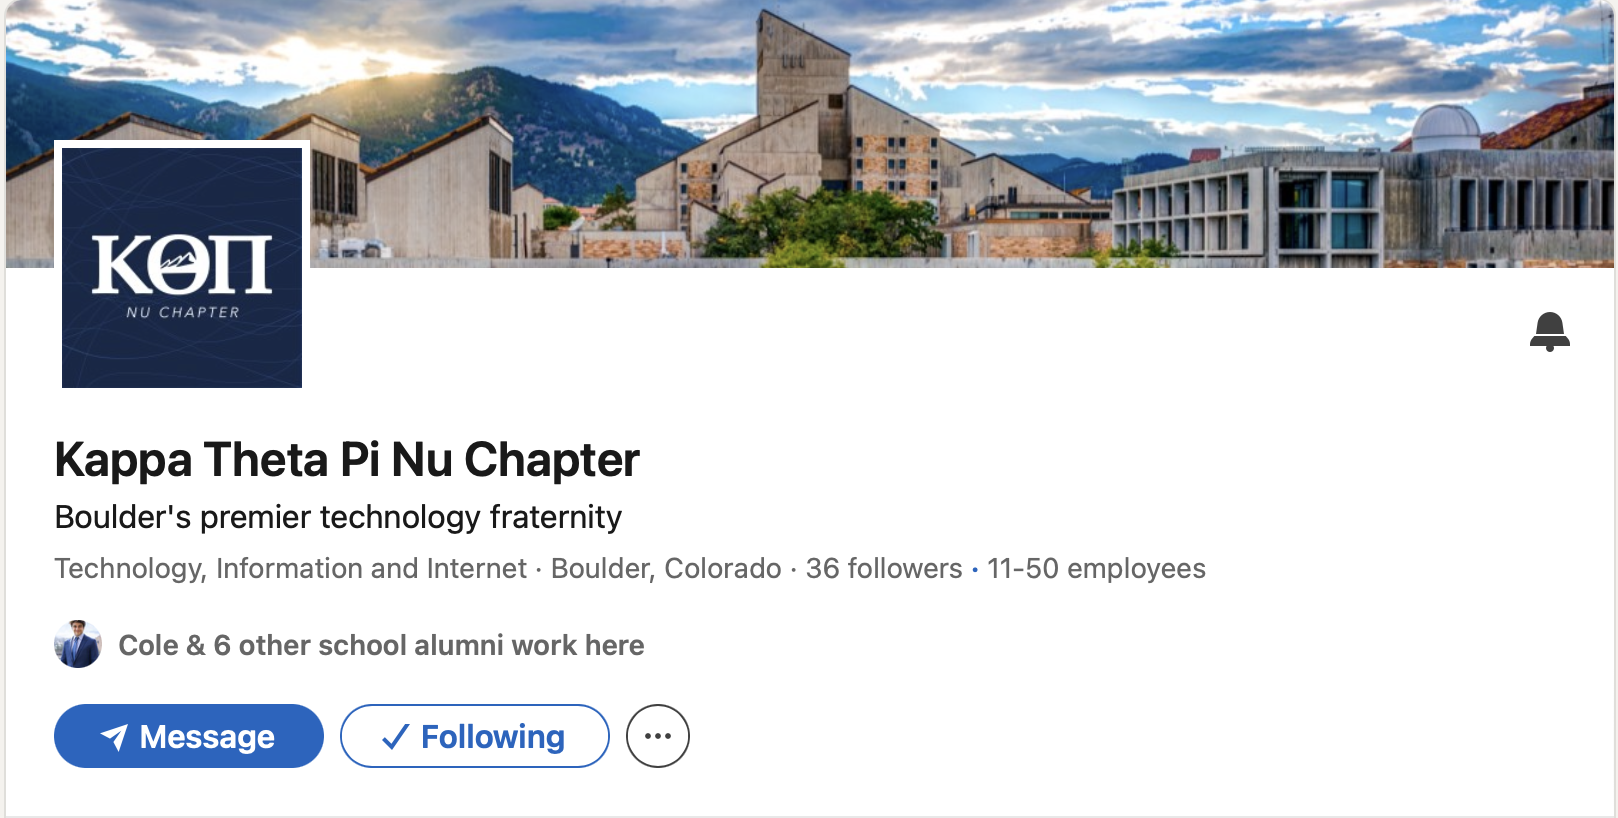 KΘΠ
NU CHAPTER
Kappa Theta Pi Nu Chapter
Boulder's premier technology fraternity
Technology, Information and Internet · Boulder, Colorado · 36 followers • 11-50 employees
Cole & 6 other school alumni work here
Message
Following